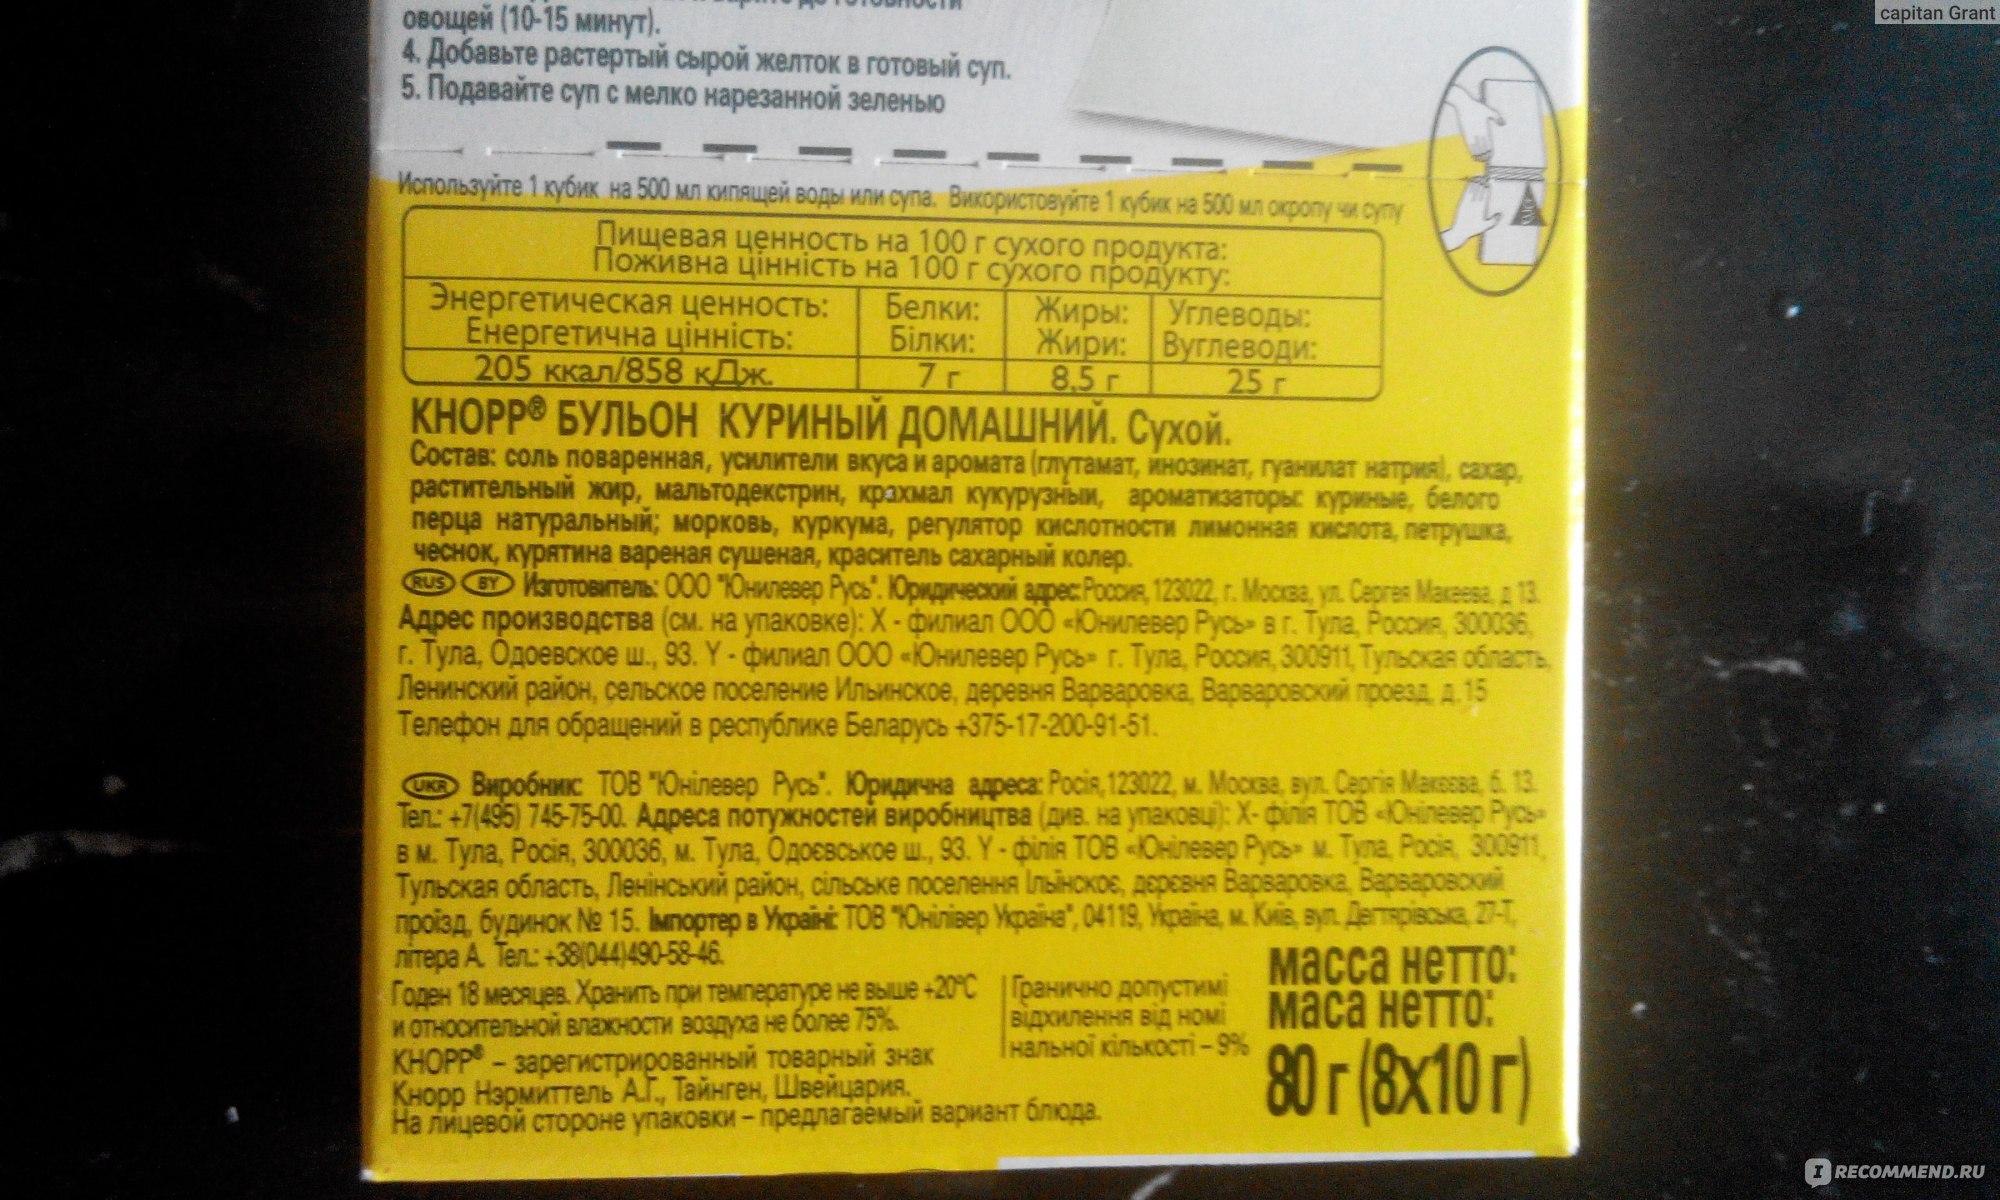 capitan Grant
овощей (10-15 минут).
4. Добавьте растертый сырой желток в готовый суп.
5. Подавайте суп с мелко нарезанной зеленью
Используйте 1 кубик на 500 мл кипящей воды или супа. Використовуйте 1 кубик на 500 мл окропу чи супу
Пищевая ценность на 100 г сухого продукта:
Поживна цінність на 100 г сухого продукту:
Энергетическая ценность: Белки: Жиры: Углеводы:
Енергетична цінність: Білки: Жири: Вуглеводи:
205 ккал/858 кДж. 7 г 8,5 г 25 г
КНОРР® БУЛЬОН КУРИНЫЙ ДОМАШНИЙ. Сухой.
Состав: соль поваренная, усилители вкуса и аромата (глутамат, инозинат, гуанилат натрия), сахар,
растительный жир, мальтодекстрин, крахмал кукурузный, ароматизаторы: куриные, белого
перца натуральный; морковь, куркума, регулятор кислотности лимонная кислота, петрушка,
чеснок, курятина вареная сушеная, краситель сахарный колер.
RUS BY Изготовитель: ООО "Юнилевер Русь". Юридический адрес: Россия, 123022, г. Москва, ул. Сергея Макеева, д 13.
Адрес производства (см. на упаковке): X - филиал ООО «Юнилевер Русь» в г. Тула, Россия, 300036,
г. Тула, Одоевское ш., 93. Y - филиал ООО «Юнилевер Русь» г. Тула, Россия, 300911, Тульская область,
Ленинский район, сельское поселение Ильинское, деревня Варваровка, Варваровский проезд, д. 15
Телефон для обращений в республике Беларусь +375-17-200-91-51.
UKR Виробник: ТОВ "Юнілевер Русь". Юридична адреса: Росія, 123022, м. Москва, вул. Сергія Макєєва, б. 13.
Тел.: +7(495) 745-75-00. Адреса потужностей виробництва (див. на упаковці): X- філія ТОВ «Юнілевер Русь»
в м. Тула, Росія, 300036, м. Тула, Одоєвськое ш., 93. Y - філія ТОВ «Юнілевер Русь» м. Тула, Росія, 300911,
Тульская область, Ленінський район, сільське поселення Ільїнскоє, дєрєвня Варваровка, Варваровский
проїзд, будинок № 15. Імпортер в Україні: ТОВ "Юнілівер Україна", 04119, Україна, м. Київ, вул. Дегтярівська, 27-Т,
літера А. Тел.: +38(044)490-58-46.
Годен 18 месяцев. Хранить при температуре не выше +20°С
и относительной влажности воздуха не более 75%.
КНОРР® – зарегистрированный товарный знак
Кнорр Нэрмиттель А.Г., Тайнген, Швейцария.
На лицевой стороне упаковки – предлагаемый вариант блюда.
Гранично допустимі
відхилення від номі
нальної кількості – 9%
масса нетто:
маса нетто:
80 г (8х10 г)
IRECOMMEND.RU